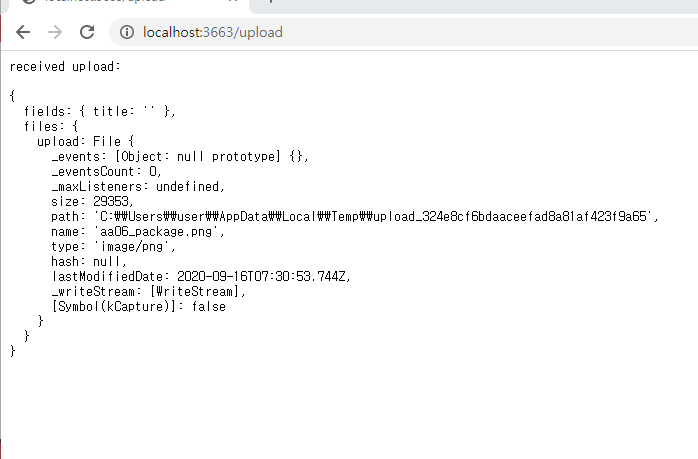 localhost:3663/upload
received upload:
{
  fields: { title: '' },
  files: {
    upload: File {
      _events: [Object: null prototype] {},
      _eventsCount: 0,
      _maxListeners: undefined,
      size: 29353,
      path: 'C:₩₩Users₩₩user₩₩AppData₩₩Local₩₩Temp₩₩upload_324e8cf6bdaaceefad8a81af423f9a65',
      name: 'aa06_package.png',
      type: 'image/png',
      hash: null,
      lastModifiedDate: 2020-09-16T07:30:53.744Z,
      _writeStream: [WriteStream],
      [Symbol(kCapture)]: false
    }
  }
}